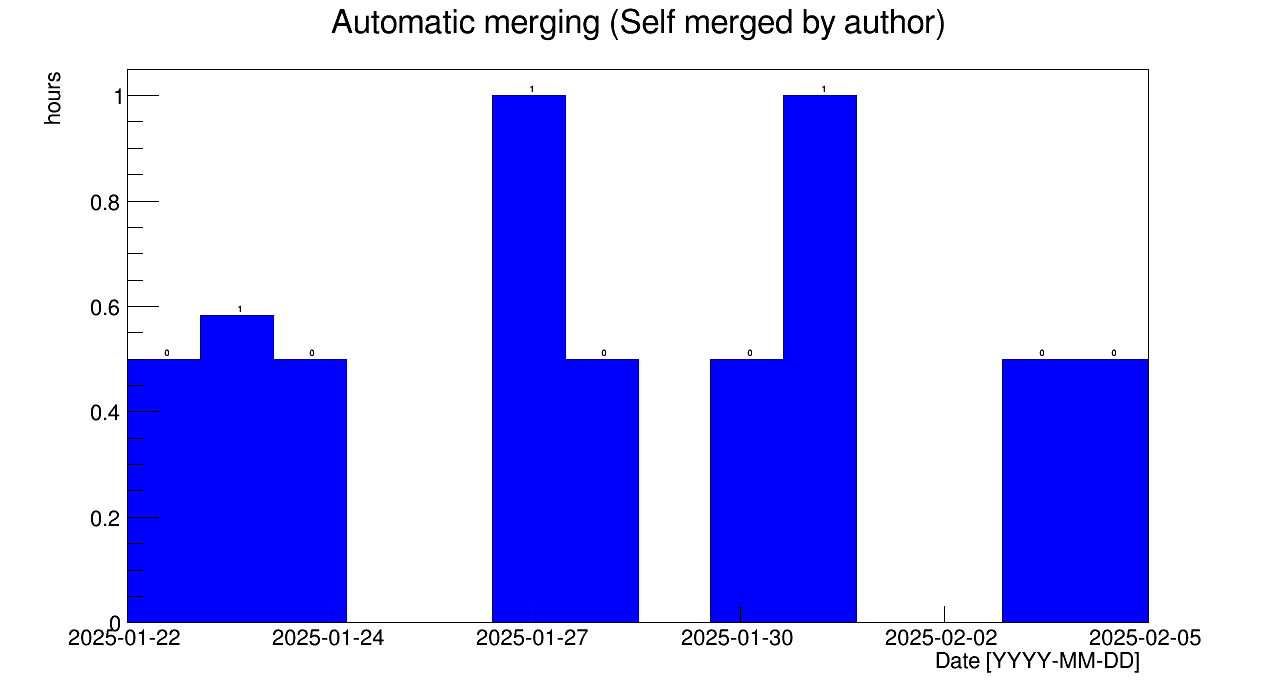 Automatic merging (Self merged by author)
hours
1
0.8
0.6
0.4
0.2
0
0 1 0 1 0 0 1 0 0
2025-01-22 2025-01-24 2025-01-27 2025-01-30 2025-02-02 2025-02-05
Date [YYYY-MM-DD]